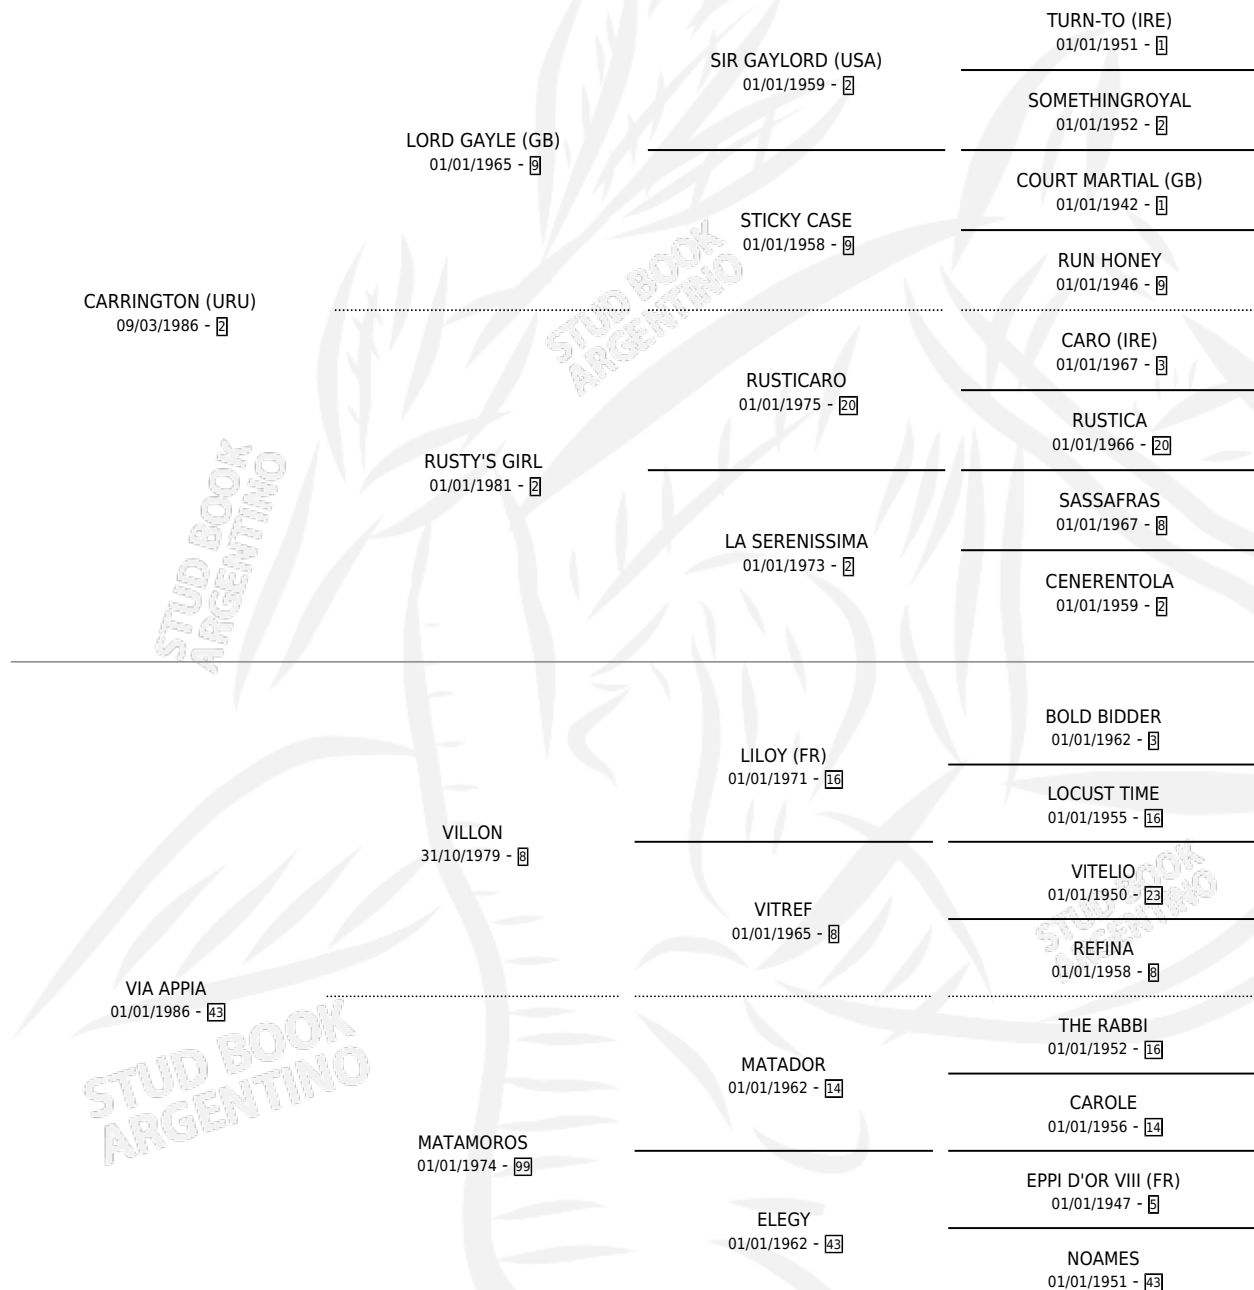 TURN-TO (IRE)
01/01/1951 - 1
SIR GAYLORD (USA)
01/01/1959 - 2
SOMETHINGROYAL
01/01/1952 - 2
LORD GAYLE (GB)
01/01/1965 - 9
COURT MARTIAL (GB)
01/01/1942 - 1
STICKY CASE
01/01/1958 - 9
RUN HONEY
01/01/1946 - 9
CARRINGTON (URU)
09/03/1986 - 2
CARO (IRE)
01/01/1967 - 3
RUSTICARO
01/01/1975 - 20
RUSTICA
01/01/1966 - 20
RUSTY'S GIRL
01/01/1981 - 2
SASSAFRAS
01/01/1967 - 8
LA SERENISSIMA
01/01/1973 - 2
CENERENTOLA
01/01/1959 - 2
BOLD BIDDER
01/01/1962 - 3
LILOY (FR)
01/01/1971 - 16
LOCUST TIME
01/01/1955 - 16
VILLON
31/10/1979 - 8
VITELIO
01/01/1950 - 23
VITREF
01/01/1965 - 8
REFINA
01/01/1958 - 8
VIA APPIA
01/01/1986 - 43
THE RABBI
01/01/1952 - 16
MATADOR
01/01/1962 - 14
CAROLE
01/01/1956 - 14
MATAMOROS
01/01/1974 - 99
EPPI D'OR VIII (FR)
01/01/1947 - 5
ELEGY
01/01/1962 - 43
NOAMES
01/01/1951 - 43
STUD BOOK
ARGENTINO
STUD BOOK
ARGENTINO
STUD BOOK
ARGENTINO
STUD BOOK
ARGENTINO